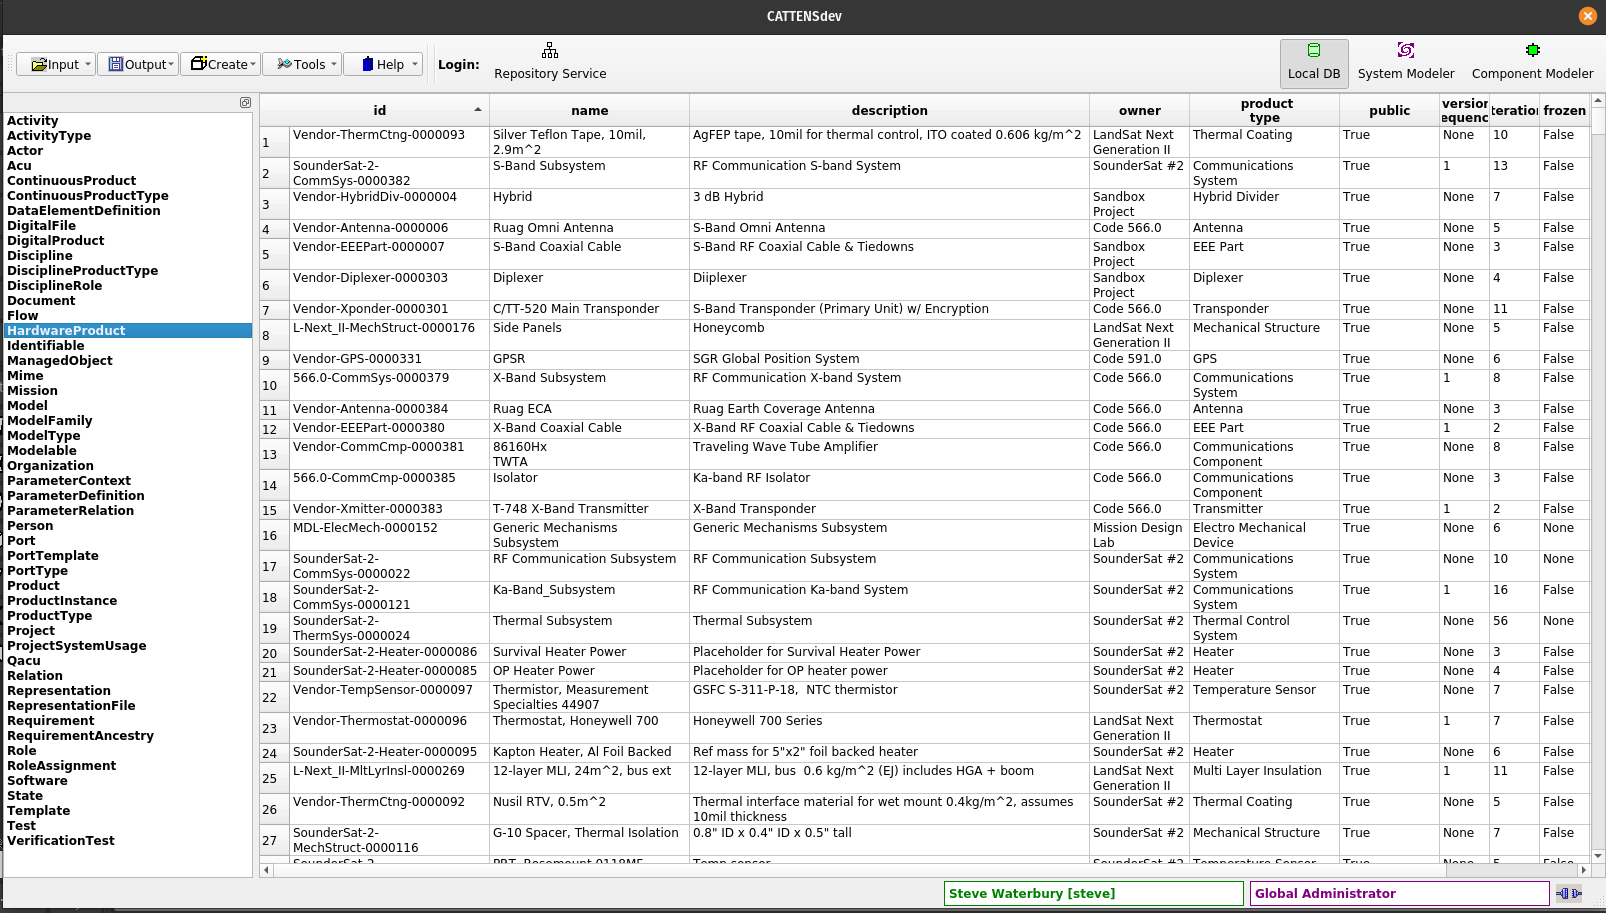 CATTENSdev
Input Output Create Tools Help Login: Repository Service Local DB System Modeler Component Modeler
Activity
ActivityType
Actor
Acu
ContinuousProduct
ContinuousProductType
DataElementDefinition
DigitalFile
DigitalProduct
Discipline
DisciplineProductType
DisciplineRole
Document
Flow
HardwareProduct
Identifiable
ManagedObject
Mime
Mission
Model
ModelFamily
ModelType
Modelable
Organization
ParameterContext
ParameterDefinition
ParameterRelation
Person
Port
PortTemplate
PortType
Product
ProductInstance
ProductType
Project
ProjectSystemUsage
Qacu
Relation
Representation
RepresentationFile
Requirement
RequirementAncestry
Role
RoleAssignment
Software
State
Template
Test
VerificationTest
id name description owner product type public versio equenc teratio frozen
1 Vendor-ThermCtng-0000093 Silver Teflon Tape, 10mil, 2.9m^2 AgFEP tape, 10mil for thermal control, ITO coated 0.606 kg/m^2 LandSat Next Generation II Thermal Coating True None 10 False
2 SounderSat-2-CommSys-0000382 S-Band Subsystem RF Communication S-band System SounderSat #2 Communications System True 1 13 False
3 Vendor-HybridDiv-0000004 Hybrid 3 dB Hybrid Sandbox Project Hybrid Divider True None 7 False
4 Vendor-Antenna-0000006 Ruag Omni Antenna S-Band Omni Antenna Code 566.0 Antenna True None 5 False
5 Vendor-EEEPart-0000007 S-Band Coaxial Cable S-Band RF Coaxial Cable & Tiedowns Sandbox Project EEE Part True None 3 False
6 Vendor-Diplexer-0000303 Diplexer Diiplexer Sandbox Project Diplexer True None 4 False
7 Vendor-Xponder-0000301 C/TT-520 Main Transponder S-Band Transponder (Primary Unit) w/ Encryption Code 566.0 Transponder True None 11 False
8 L-Next_II-MechStruct-0000176 Side Panels Honeycomb LandSat Next Generation II Mechanical Structure True None 5 False
9 Vendor-GPS-0000331 GPSR SGR Global Position System Code 591.0 GPS True None 6 False
10 566.0-CommSys-0000379 X-Band Subsystem RF Communication X-band System Code 566.0 Communications System True 1 8 False
11 Vendor-Antenna-0000384 Ruag ECA Ruag Earth Coverage Antenna Code 566.0 Antenna True None 3 False
12 Vendor-EEEPart-0000380 X-Band Coaxial Cable X-Band RF Coaxial Cable & Tiedowns Code 566.0 EEE Part True 1 2 False
13 Vendor-CommCmp-0000381 86160Hx TWTA Traveling Wave Tube Amplifier Code 566.0 Communications Component True None 8 False
14 566.0-CommCmp-0000385 Isolator Ka-band RF Isolator Code 566.0 Communications Component True None 3 False
15 Vendor-Xmitter-0000383 T-748 X-Band Transmitter X-Band Transponder Code 566.0 Transmitter True 1 2 False
16 MDL-ElecMech-0000152 Generic Mechanisms Subsystem Generic Mechanisms Subsystem Mission Design Lab Electro Mechanical Device True None 6 None
17 SounderSat-2-CommSys-0000022 RF Communication Subsystem RF Communication Subsystem SounderSat #2 Communications System True None 10 None
18 SounderSat-2-CommSys-0000121 Ka-Band_Subsystem RF Communication Ka-band System SounderSat #2 Communications System True 1 16 False
19 SounderSat-2-ThermSys-0000024 Thermal Subsystem Thermal Subsystem SounderSat #2 Thermal Control System True None 56 None
20 SounderSat-2-Heater-0000086 Survival Heater Power Placeholder for Survival Heater Power SounderSat #2 Heater True None 3 False
21 SounderSat-2-Heater-0000085 OP Heater Power Placeholder for OP heater power SounderSat #2 Heater True None 4 False
22 Vendor-TempSensor-0000097 Thermistor, Measurement Specialties 44907 GSFC S-311-P-18, NTC thermistor SounderSat #2 Temperature Sensor True None 7 False
23 Vendor-Thermostat-0000096 Thermostat, Honeywell 700 Honeywell 700 Series LandSat Next Generation II Thermostat True 1 7 False
24 SounderSat-2-Heater-0000095 Kapton Heater, Al Foil Backed Ref mass for 5"x2" foil backed heater SounderSat #2 Heater True None 6 False
25 L-Next_II-MltLyrInsl-0000269 12-layer MLI, 24m^2, bus ext 12-layer MLI, bus 0.6 kg/m^2 (EJ) includes HGA + boom LandSat Next Generation II Multi Layer Insulation True 1 11 False
26 Vendor-ThermCtng-0000092 Nusil RTV, 0.5m^2 Thermal interface material for wet mount 0.4kg/m^2, assumes 10mil thickness SounderSat #2 Thermal Coating True None 5 False
27 SounderSat-2-MechStruct-0000116 G-10 Spacer, Thermal Isolation 0.8" ID x 0.4" ID x 0.5" tall SounderSat #2 Mechanical Structure True None 7 False
Steve Waterbury [steve] Global Administrator